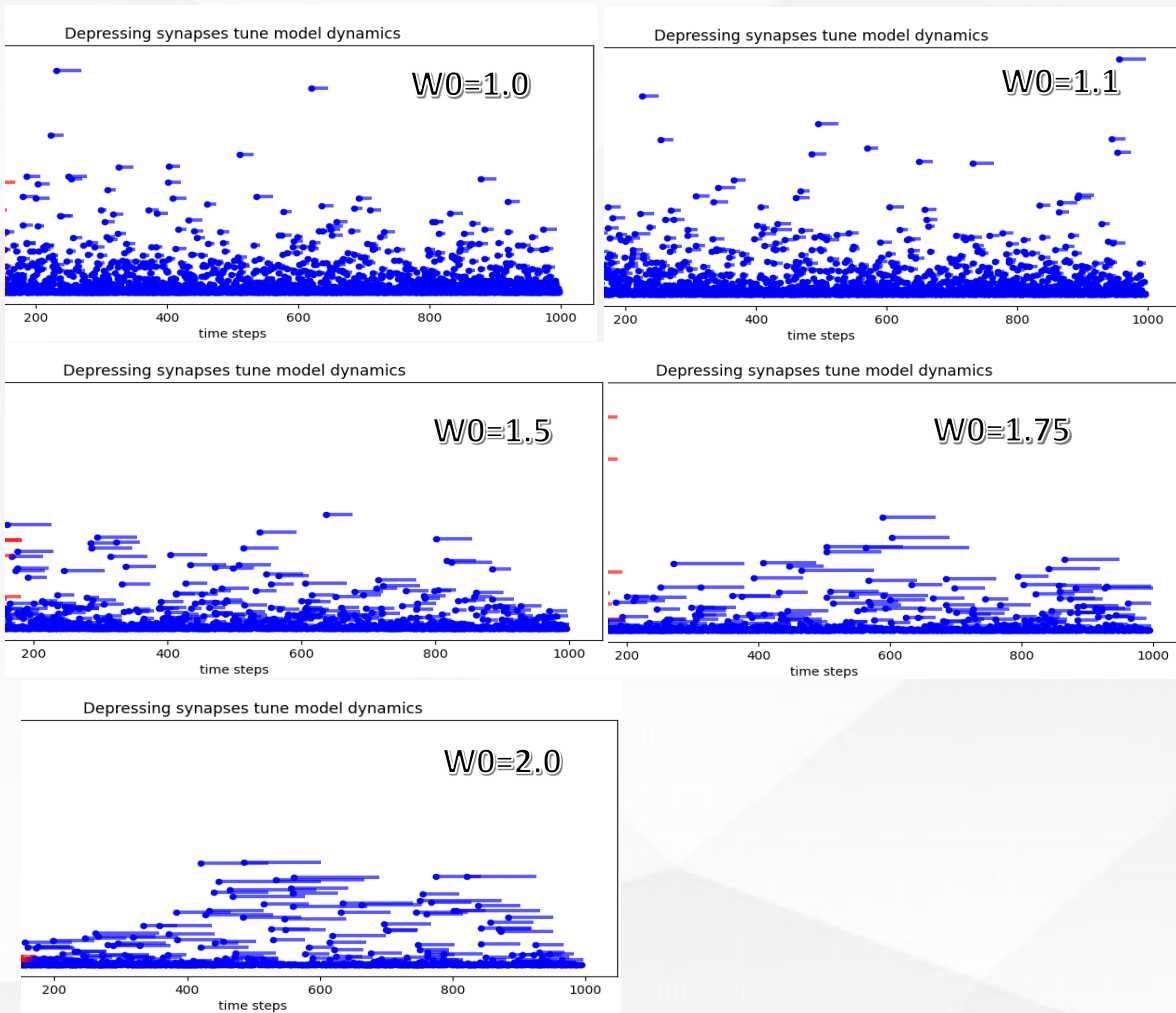 Depressing synapses tune model dynamics
W0=1.0
200 400 600 800 1000
time steps
Depressing synapses tune model dynamics
W0=1.1
200 400 600 800 1000
time steps
Depressing synapses tune model dynamics
W0=1.5
200 400 600 800 1000
time steps
Depressing synapses tune model dynamics
W0=1.75
200 400 600 800 1000
time steps
Depressing synapses tune model dynamics
W0=2.0
200 400 600 800 1000
time steps